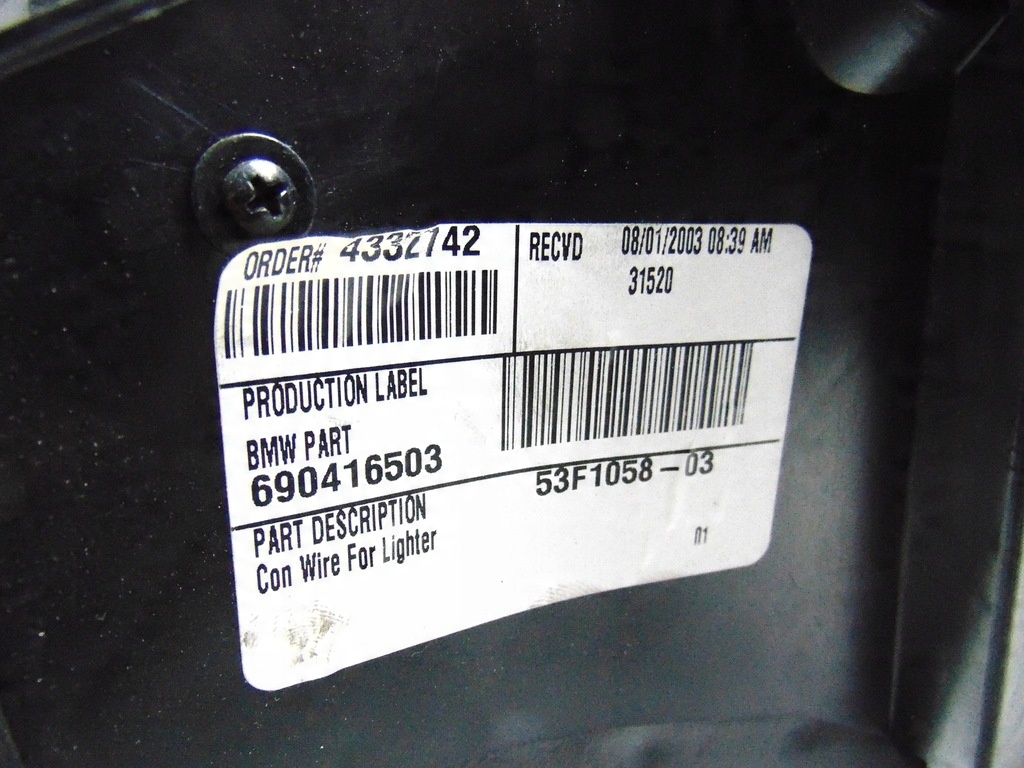 ORDER# 4332742
RECVD 08/01/2003 08:39 AM
31520
PRODUCTION LABEL
BMW PART
690416503
53F1058-03
PART DESCRIPTION
Con Wire For Lighter
01